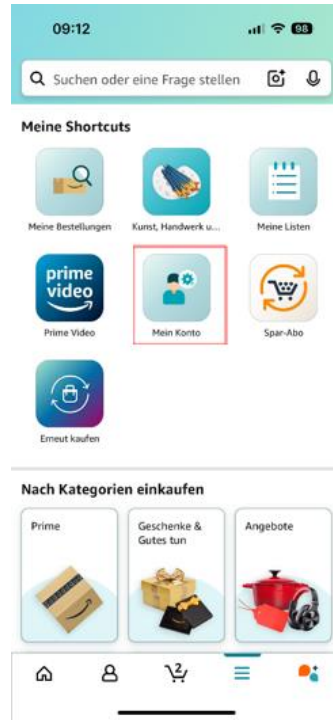 09:12
98
Suchen oder eine Frage stellen
Meine Shortcuts
Meine Bestellungen
Kunst, Handwerk u...
Meine Listen
prime
video
Prime Video
Mein Konto
Spar-Abo
Erneut kaufen
Nach Kategorien einkaufen
Prime
Geschenke &
Gutes tun
Angebote
2